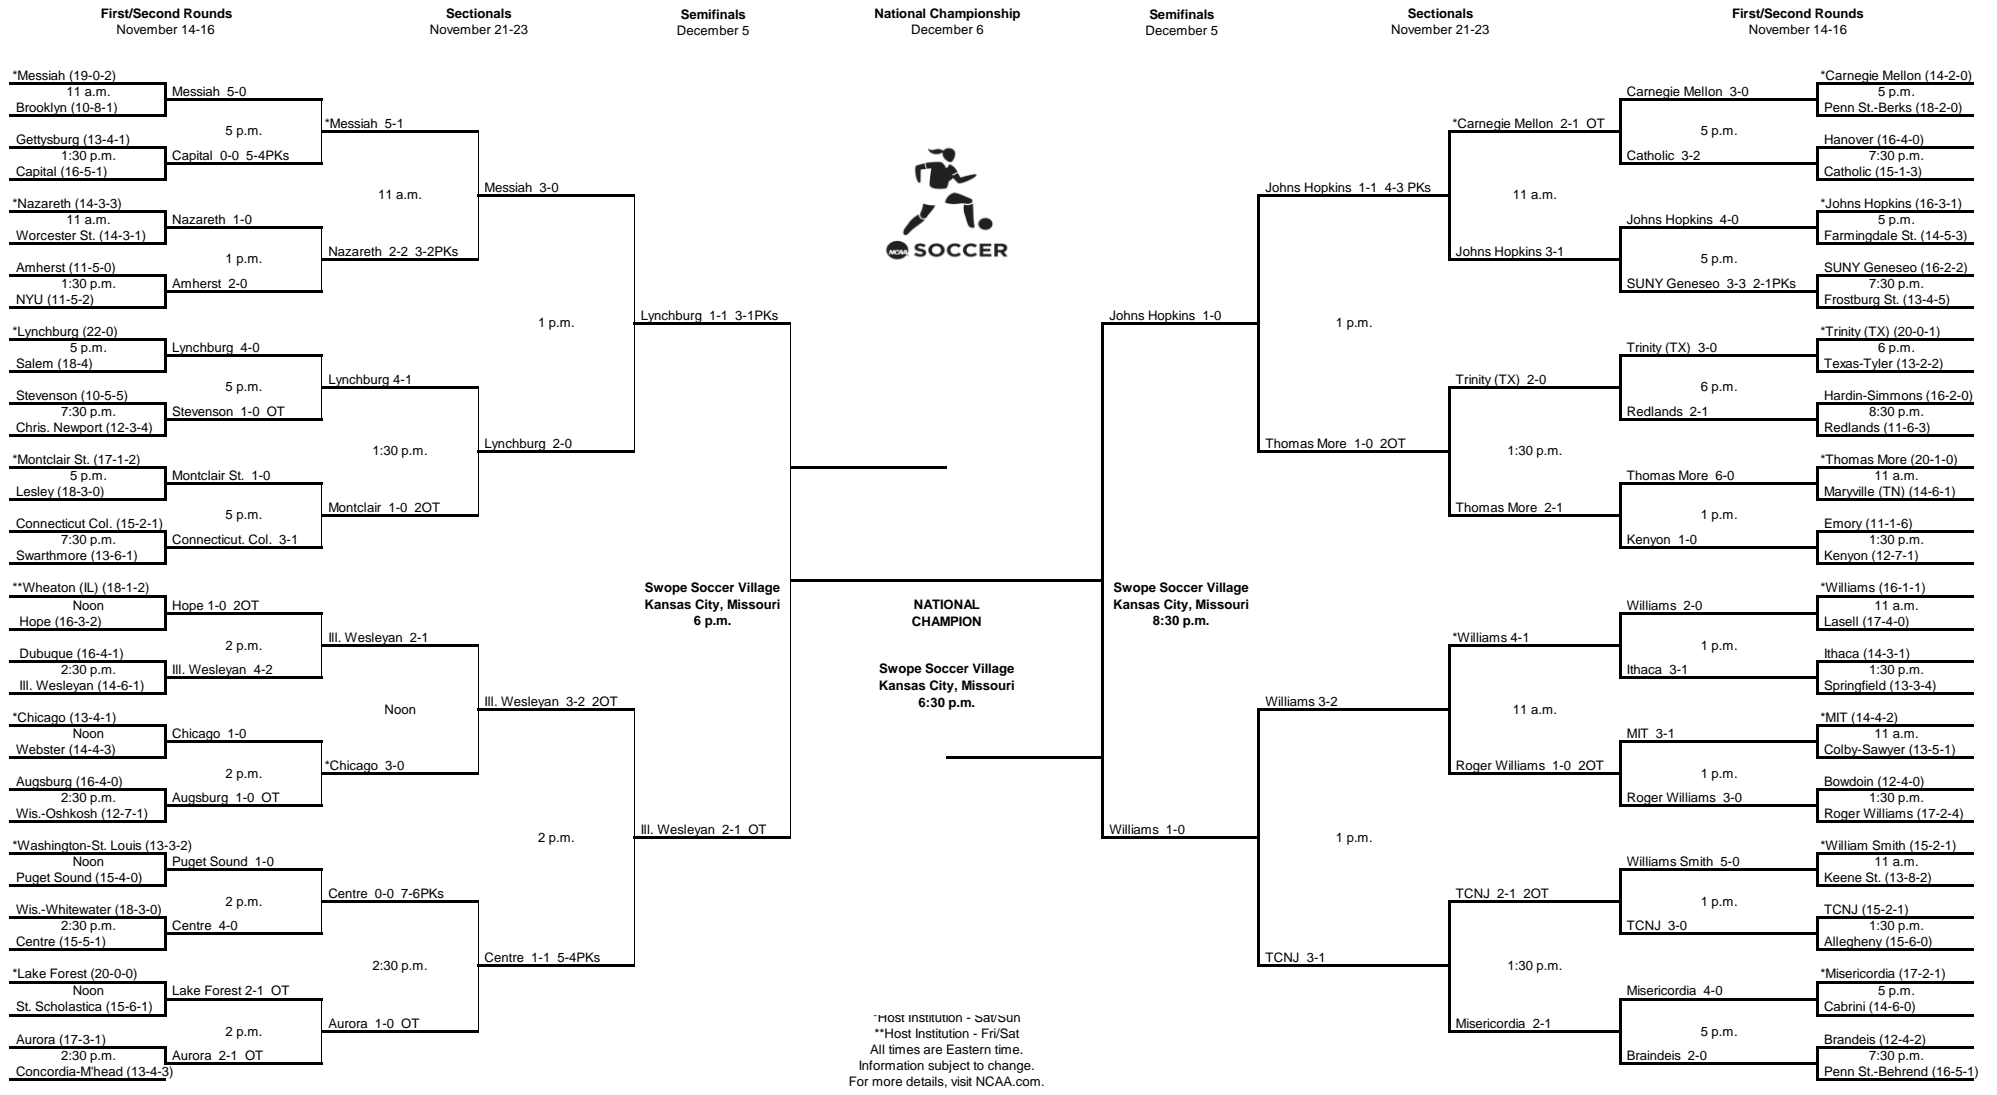 First/Second Rounds
November 14-16
Sectionals
November 21-23
Semifinals
December 5
National Championship
December 6
Semifinals
December 5
Sectionals
November 21-23
First/Second Rounds
November 14-16
*Messiah (19-0-2)
11 a.m.
Brooklyn (10-8-1)
Gettysburg (13-4-1)
1:30 p.m.
Capital (16-5-1)
*Nazareth (14-3-3)
11 a.m.
Worcester St. (14-3-1)
Amherst (11-5-0)
1:30 p.m.
NYU (11-5-2)
*Lynchburg (22-0)
5 p.m.
Salem (18-4)
Stevenson (10-5-5)
7:30 p.m.
Chris. Newport (12-3-4)
*Montclair St. (17-1-2)
5 p.m.
Lesley (18-3-0)
Connecticut Col. (15-2-1)
7:30 p.m.
Swarthmore (13-6-1)
**Wheaton (IL) (18-1-2)
Noon
Hope (16-3-2)
Dubuque (16-4-1)
2:30 p.m.
Ill. Wesleyan (14-6-1)
*Chicago (13-4-1)
Noon
Webster (14-4-3)
Augsburg (16-4-0)
2:30 p.m.
Wis.-Oshkosh (12-7-1)
*Washington-St. Louis (13-3-2)
Noon
Puget Sound (15-4-0)
Wis.-Whitewater (18-3-0)
2:30 p.m.
Centre (15-5-1)
*Lake Forest (20-0-0)
Noon
St. Scholastica (15-6-1)
Aurora (17-3-1)
2:30 p.m.
Concordia-M'head (13-4-3)
Messiah 5-0
5 p.m.
Capital 0-0 5-4PKs
Nazareth 1-0
1 p.m.
Amherst 2-0
Lynchburg 4-0
5 p.m.
Stevenson 1-0 OT
Montclair St. 1-0
5 p.m.
Connecticut. Col. 3-1
Hope 1-0 2OT
2 p.m.
Ill. Wesleyan 4-2
Chicago 1-0
2 p.m.
Augsburg 1-0 OT
Puget Sound 1-0
2 p.m.
Centre 4-0
Lake Forest 2-1 OT
2 p.m.
Aurora 2-1 OT
*Messiah 5-1
11 a.m.
Nazareth 2-2 3-2PKs
Lynchburg 4-1
1:30 p.m.
Montclair 1-0 2OT
Ill. Wesleyan 2-1
Noon
*Chicago 3-0
Centre 0-0 7-6PKs
2:30 p.m.
Aurora 1-0 OT
Messiah 3-0
1 p.m.
Lynchburg 2-0
Ill. Wesleyan 3-2 2OT
2 p.m.
Centre 1-1 5-4PKs
Lynchburg 1-1 3-1PKs
Swope Soccer Village
Kansas City, Missouri
6 p.m.
Ill. Wesleyan 2-1 OT
NCAA
SOCCER
NATIONAL
CHAMPION
Swope Soccer Village
Kansas City, Missouri
6:30 p.m.
*Host Institution - Sat/Sun
**Host Institution - Fri/Sat
All times are Eastern time.
Information subject to change.
For more details, visit NCAA.com.
Johns Hopkins 1-0
Swope Soccer Village
Kansas City, Missouri
8:30 p.m.
Williams 1-0
Johns Hopkins 1-1 4-3 PKs
1 p.m.
Thomas More 1-0 2OT
Williams 3-2
1 p.m.
TCNJ 3-1
*Carnegie Mellon 2-1 OT
11 a.m.
Johns Hopkins 3-1
Trinity (TX) 2-0
1:30 p.m.
Thomas More 2-1
*Williams 4-1
11 a.m.
Roger Williams 1-0 2OT
TCNJ 2-1 2OT
1:30 p.m.
Misericordia 2-1
Carnegie Mellon 3-0
5 p.m.
Catholic 3-2
Johns Hopkins 4-0
5 p.m.
SUNY Geneseo 3-3 2-1PKs
Trinity (TX) 3-0
6 p.m.
Redlands 2-1
Thomas More 6-0
1 p.m.
Kenyon 1-0
Williams 2-0
1 p.m.
Ithaca 3-1
MIT 3-1
1 p.m.
Roger Williams 3-0
Williams Smith 5-0
1 p.m.
TCNJ 3-0
Misericordia 4-0
5 p.m.
Braindeis 2-0
*Carnegie Mellon (14-2-0)
5 p.m.
Penn St.-Berks (18-2-0)
Hanover (16-4-0)
7:30 p.m.
Catholic (15-1-3)
*Johns Hopkins (16-3-1)
5 p.m.
Farmingdale St. (14-5-3)
SUNY Geneseo (16-2-2)
7:30 p.m.
Frostburg St. (13-4-5)
*Trinity (TX) (20-0-1)
6 p.m.
Texas-Tyler (13-2-2)
Hardin-Simmons (16-2-0)
8:30 p.m.
Redlands (11-6-3)
*Thomas More (20-1-0)
11 a.m.
Maryville (TN) (14-6-1)
Emory (11-1-6)
1:30 p.m.
Kenyon (12-7-1)
*Williams (16-1-1)
11 a.m.
Lasell (17-4-0)
Ithaca (14-3-1)
1:30 p.m.
Springfield (13-3-4)
*MIT (14-4-2)
11 a.m.
Colby-Sawyer (13-5-1)
Bowdoin (12-4-0)
1:30 p.m.
Roger Williams (17-2-4)
*William Smith (15-2-1)
11 a.m.
Keene St. (13-8-2)
TCNJ (15-2-1)
1:30 p.m.
Allegheny (15-6-0)
*Misericordia (17-2-1)
5 p.m.
Cabrini (14-6-0)
Brandeis (12-4-2)
7:30 p.m.
Penn St.-Behrend (16-5-1)